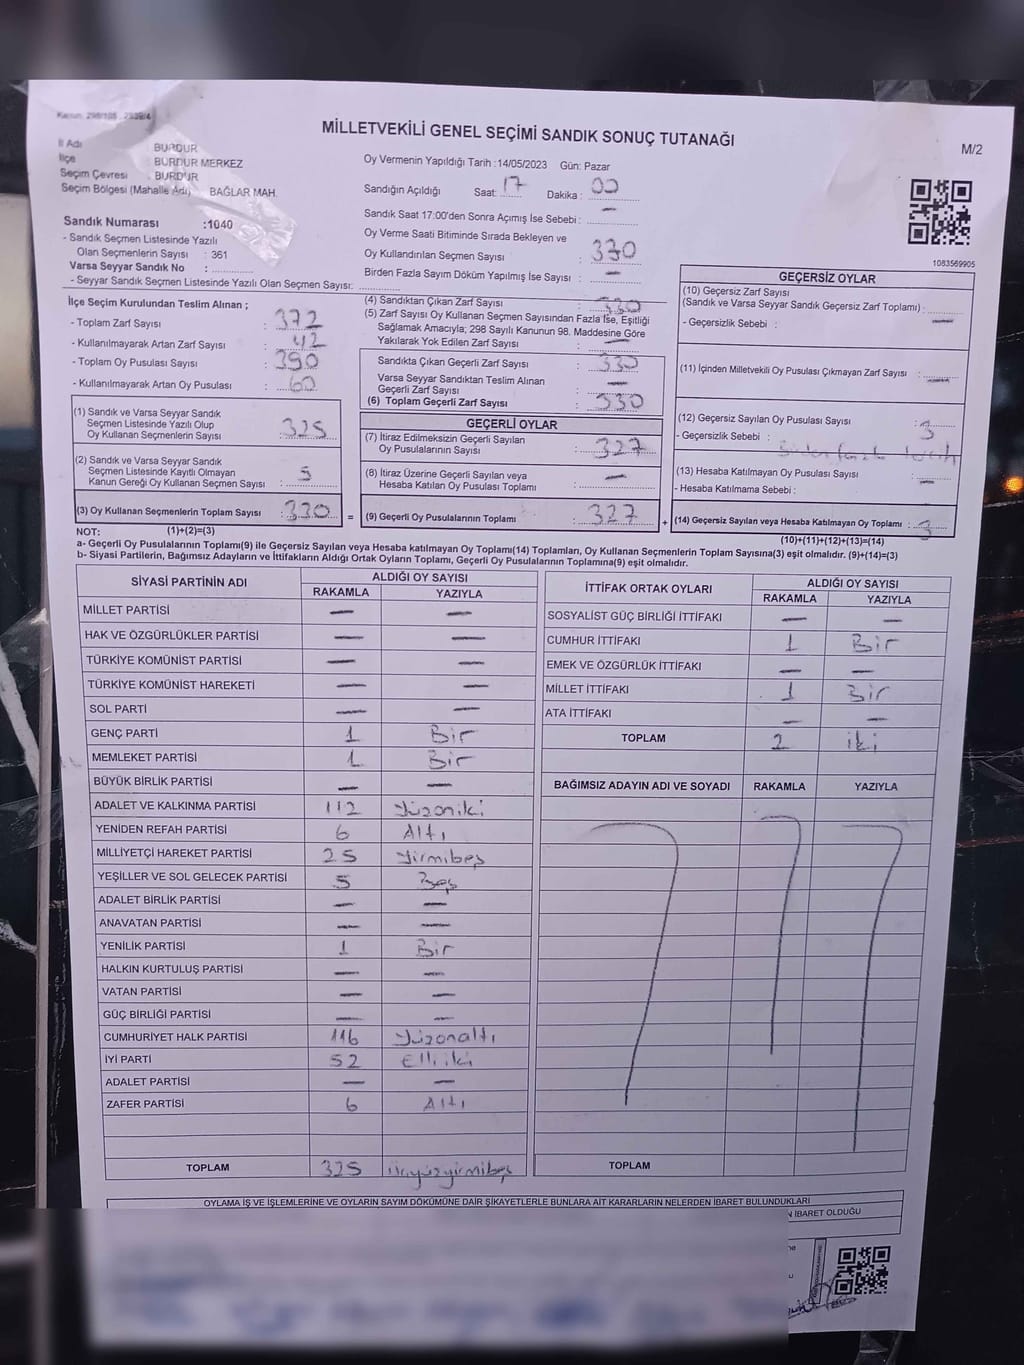 Kanun: 298/105 , 2839/4
MİLLETVEKİLİ GENEL SEÇİMİ SANDIK SONUÇ TUTANAĞI
M/2
İl Adı : BURDUR
İlçe : BURDUR MERKEZ
Seçim Çevresi : BURDUR
Seçim Bölgesi (Mahalle Adı) : BAĞLAR MAH.
Sandık Numarası :1040
- Sandık Seçmen Listesinde Yazılı
Olan Seçmenlerin Sayısı : 361
Varsa Seyyar Sandık No :
- Seyyar Sandık Seçmen Listesinde Yazılı Olan Seçmen Sayısı:
Oy Vermenin Yapıldığı Tarih :14/05/2023 Gün: Pazar
Sandığın Açıldığı Saat: 17 Dakika : 00
Sandık Saat 17:00'den Sonra Açımış İse Sebebi : —
Oy Verme Saati Bitiminde Sırada Bekleyen ve
Oy Kullandırılan Seçmen Sayısı : 330
Birden Fazla Sayım Döküm Yapılmış İse Sayısı : —
1083569905
İlçe Seçim Kurulundan Teslim Alınan ;
- Toplam Zarf Sayısı : 372
- Kullanılmayarak Artan Zarf Sayısı : 42
- Toplam Oy Pusulası Sayısı : 390
- Kullanılmayarak Artan Oy Pusulası : 60
(1) Sandık ve Varsa Seyyar Sandık
Seçmen Listesinde Yazılı Olup
Oy Kullanan Seçmenlerin Sayısı : 325
(2) Sandık ve Varsa Seyyar Sandık
Seçmen Listesinde Kayıtlı Olmayan
Kanun Gereği Oy Kullanan Seçmen Sayısı : 5
(3) Oy Kullanan Seçmenlerin Toplam Sayısı : 330
(1)+(2)=(3)
(4) Sandıktan Çıkan Zarf Sayısı : 330
(5) Zarf Sayısı Oy Kullanan Seçmen Sayısından Fazla İse, Eşitliği
Sağlamak Amacıyla; 298 Sayılı Kanunun 98. Maddesine Göre
Yakılarak Yok Edilen Zarf Sayısı : —
Sandıkta Çıkan Geçerli Zarf Sayısı : 330
Varsa Seyyar Sandıktan Teslim Alınan
Geçerli Zarf Sayısı : —
(6) Toplam Geçerli Zarf Sayısı : 330
GEÇERLİ OYLAR
(7) İtiraz Edilmeksizin Geçerli Sayılan
Oy Pusulasının Sayısı : 327
(8) İtiraz Üzerine Geçerli Sayılan veya
Hesaba Katılan Oy Pusulası Toplamı : —
= (9) Geçerli Oy Pusulalarının Toplamı : 327 +
GEÇERSİZ OYLAR
(10) Geçersiz Zarf Sayısı
(Sandık ve Varsa Seyyar Sandık Geçersiz Zarf Toplamı) :
- Geçersizlik Sebebi : —
(11) İçinden Milletvekili Oy Pusulası Çıkmayan Zarf Sayısı : —
(12) Geçersiz Sayılan Oy Pusulası Sayısı : 3
- Geçersizlik Sebebi : Birden fazla tercih
(13) Hesaba Katılmayan Oy Pusulası Sayısı : —
- Hesaba Katılmama Sebebi :
(14) Geçersiz Sayılan veya Hesaba Katılmayan Oy Toplamı : 3
(10)+(11)+(12)+(13)=(14)
NOT:
a- Geçerli Oy Pusulalarının Toplamı(9) ile Geçersiz Sayılan veya Hesaba katılmayan Oy Toplamı(14) Toplamları, Oy Kullanan Seçmenlerin Toplam Sayısına(3) eşit olmalıdır. (9)+(14)=(3)
b- Siyasi Partilerin, Bağımsız Adayların ve İttifakların Aldığı Ortak Oyların Toplamı, Geçerli Oy Pusulalarının Toplamına(9) eşit olmalıdır.
SİYASİ PARTİNİN ADI ALDIĞI OY SAYISI
RAKAMLA YAZIYLA
MİLLET PARTİSİ — —
HAK VE ÖZGÜRLÜKLER PARTİSİ — —
TÜRKİYE KOMÜNİST PARTİSİ — —
TÜRKİYE KOMÜNİST HAREKETİ — —
SOL PARTİ — —
GENÇ PARTİ 1 Bir
MEMLEKET PARTİSİ 1 Bir
BÜYÜK BİRLİK PARTİSİ — —
ADALET VE KALKINMA PARTİSİ 112 Yüzoniki
YENİDEN REFAH PARTİSİ 6 Altı
MİLLİYETÇİ HAREKET PARTİSİ 25 Yirmibeş
YEŞİLLER VE SOL GELECEK PARTİSİ 5 Beş
ADALET BİRLİK PARTİSİ — —
ANAVATAN PARTİSİ — —
YENİLİK PARTİSİ 1 Bir
HALKIN KURTULUŞ PARTİSİ — —
VATAN PARTİSİ — —
GÜÇ BİRLİĞİ PARTİSİ — —
CUMHURİYET HALK PARTİSİ 116 Yüzonaltı
İYİ PARTİ 52 Elliiki
ADALET PARTİSİ — —
ZAFER PARTİSİ 6 Altı
TOPLAM 325 üçyüzyirmibeş
İTTİFAK ORTAK OYLARI ALDIĞI OY SAYISI
RAKAMLA YAZIYLA
SOSYALİST GÜÇ BİRLİĞİ İTTİFAKI — —
CUMHUR İTTİFAKI 1 Bir
EMEK VE ÖZGÜRLÜK İTTİFAKI — —
MİLLET İTTİFAKI 1 Bir
ATA İTTİFAKI — —
TOPLAM 2 iki
BAĞIMSIZ ADAYIN ADI VE SOYADI RAKAMLA YAZIYLA
TOPLAM
OYLAMA İŞ VE İŞLEMLERİNE VE OYLARIN SAYIM DÖKÜMÜNE DAİR ŞİKAYETLERLE BUNLARA AİT KARARLARIN NELERDEN İBARET BULUNDUKLARI
N İBARET OLDUĞU